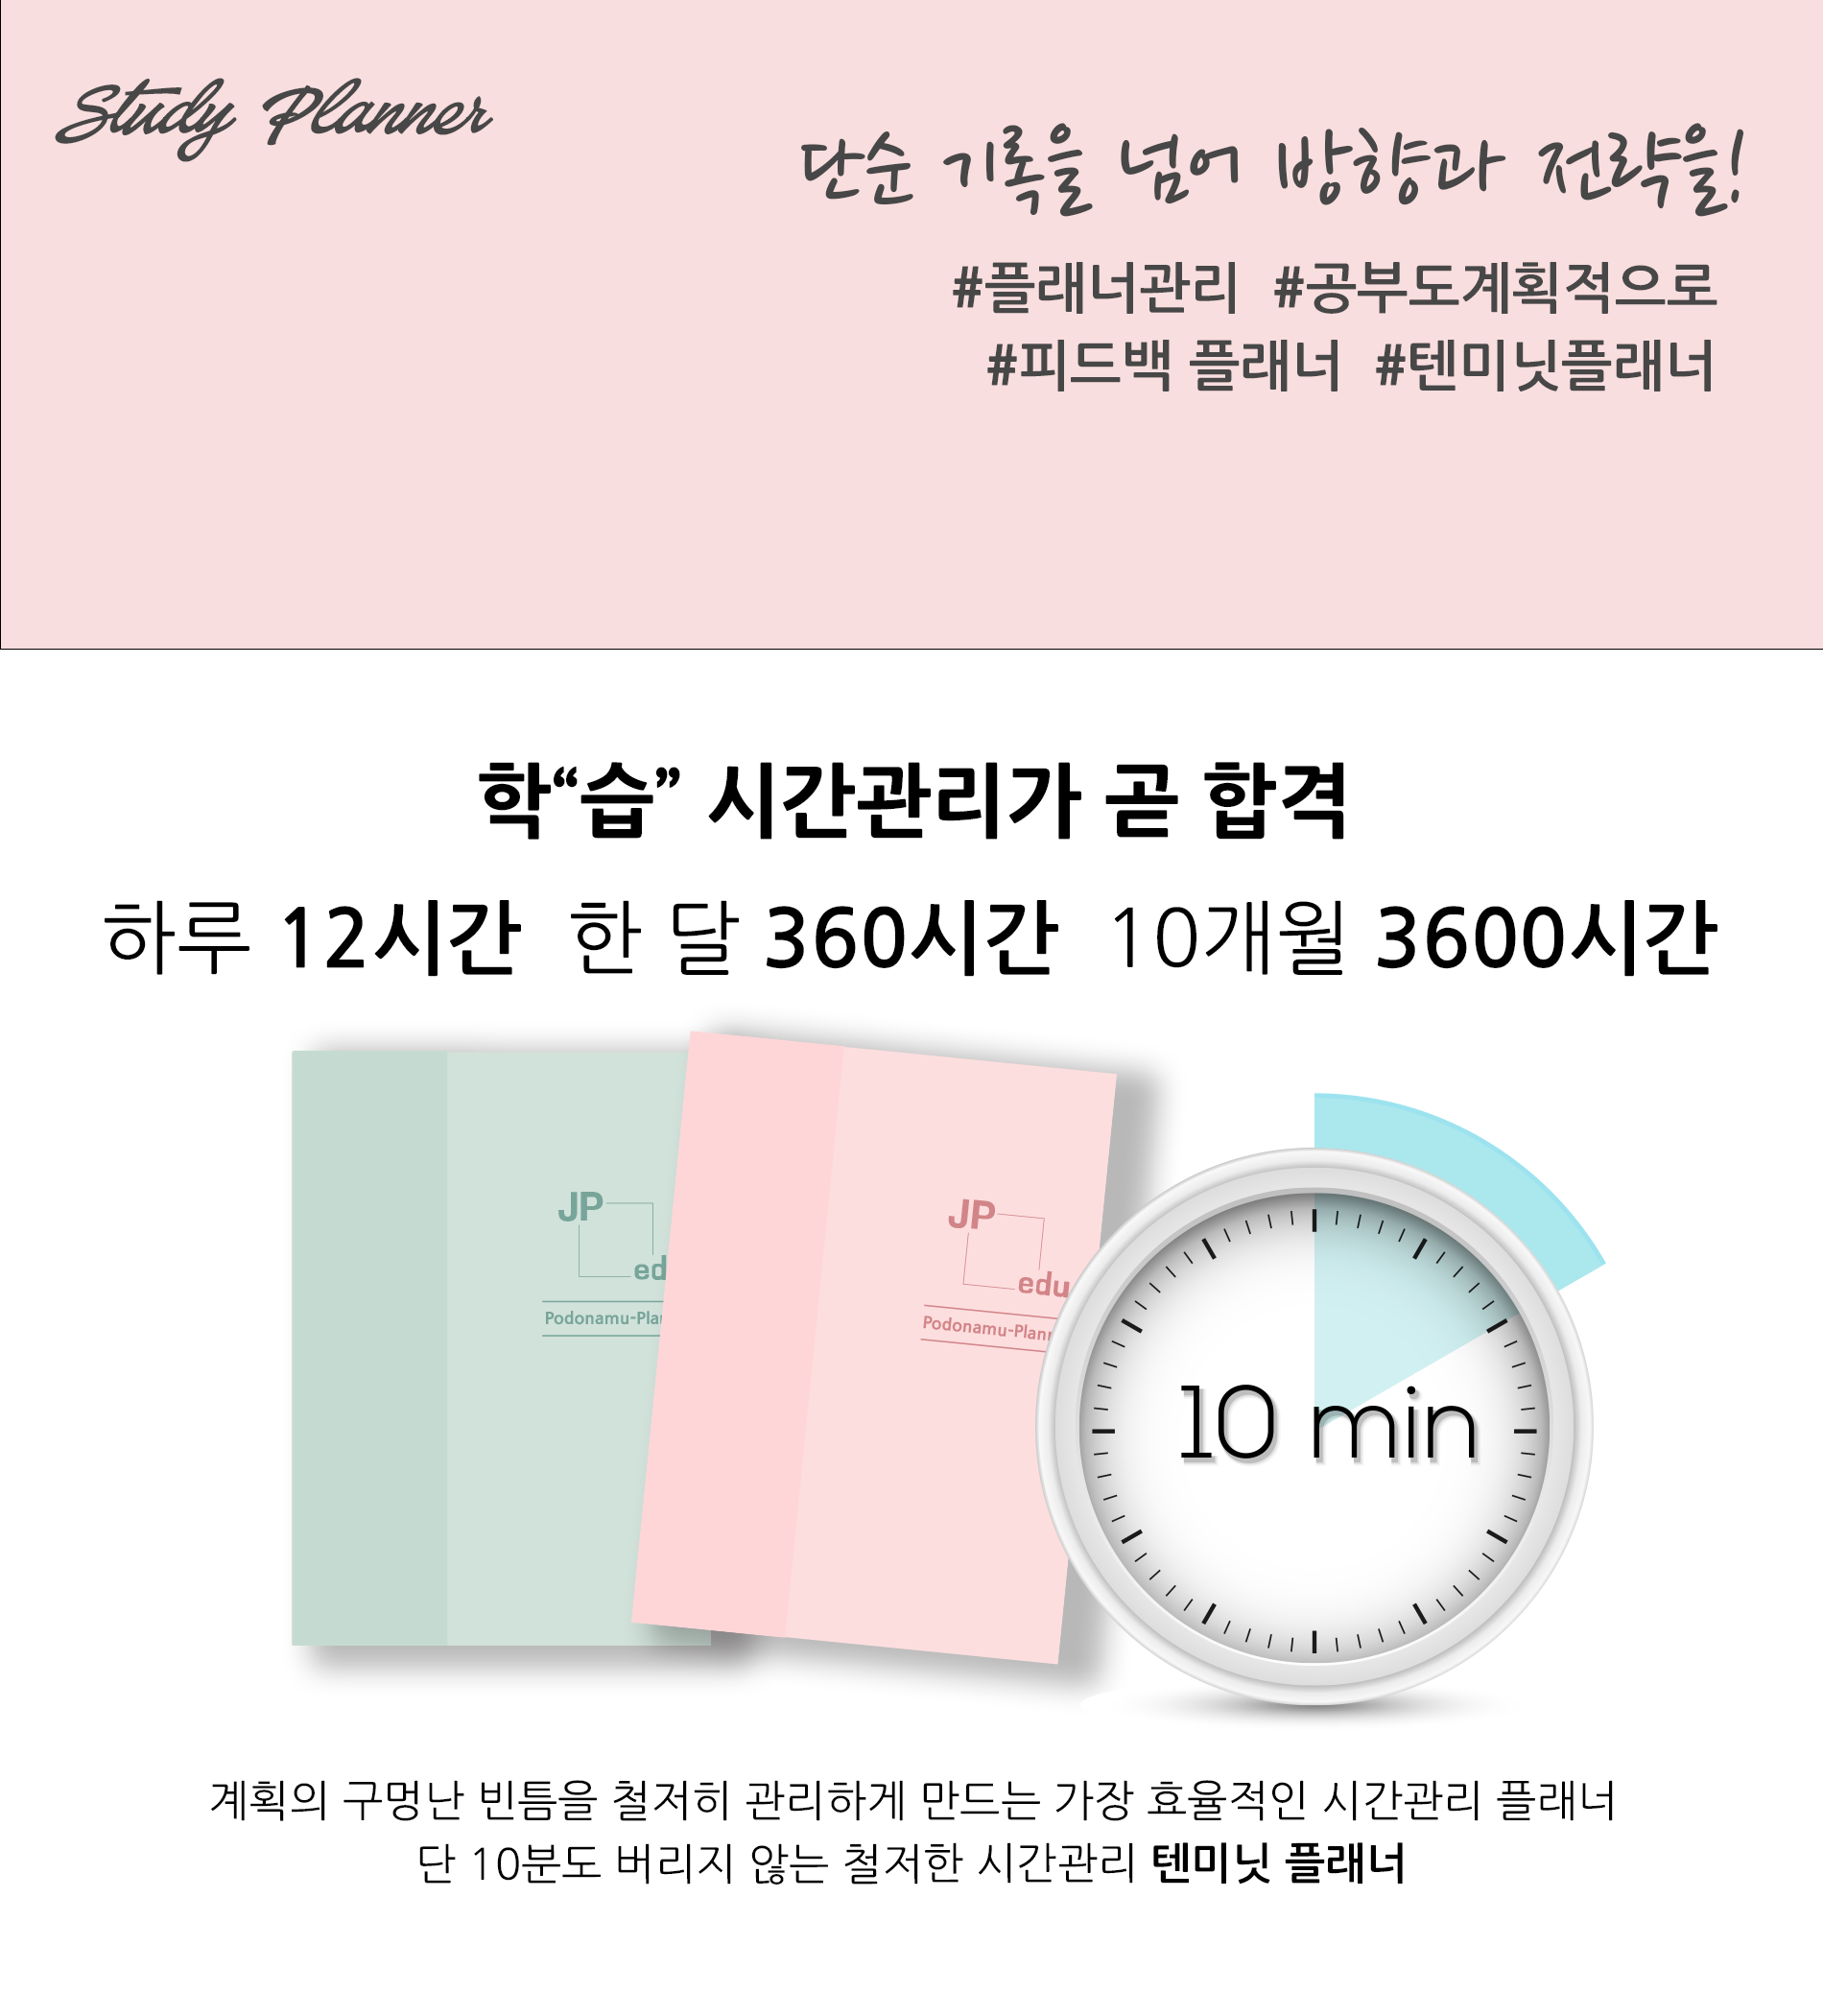 Study Planner
단순 기록을 넘어 방향과 전략을!
#플래너관리 #공부도계획적으로
#피드백 플래너 #텐미닛플래너
학“습” 시간관리가 곧 합격
하루 12시간 한 달 360시간 10개월 3600시간
JP
edu
Podonamu-Plann
JP
ed
Podonamu-Plan
10 min
계획의 구멍난 빈틈을 철저히 관리하게 만드는 가장 효율적인 시간관리 플래너
단 10분도 버리지 않는 철저한 시간관리 텐미닛 플래너